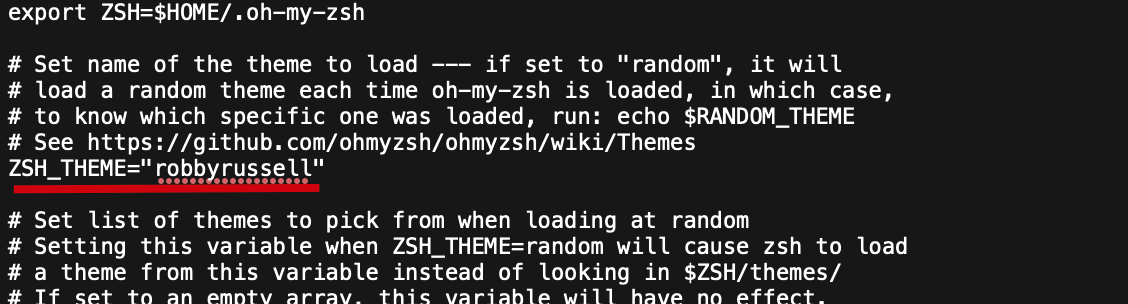 export ZSH=$HOME/.oh-my-zsh
# Set name of the theme to load --- if set to "random", it will
# load a random theme each time oh-my-zsh is loaded, in which case,
# to know which specific one was loaded, run: echo $RANDOM_THEME
# See https://github.com/ohmyzsh/ohmyzsh/wiki/Themes
ZSH_THEME="robbyrussell"
# Set list of themes to pick from when loading at random
# Setting this variable when ZSH_THEME=random will cause zsh to load
# a theme from this variable instead of looking in $ZSH/themes/
# If set to an empty array, this variable will have no effect.